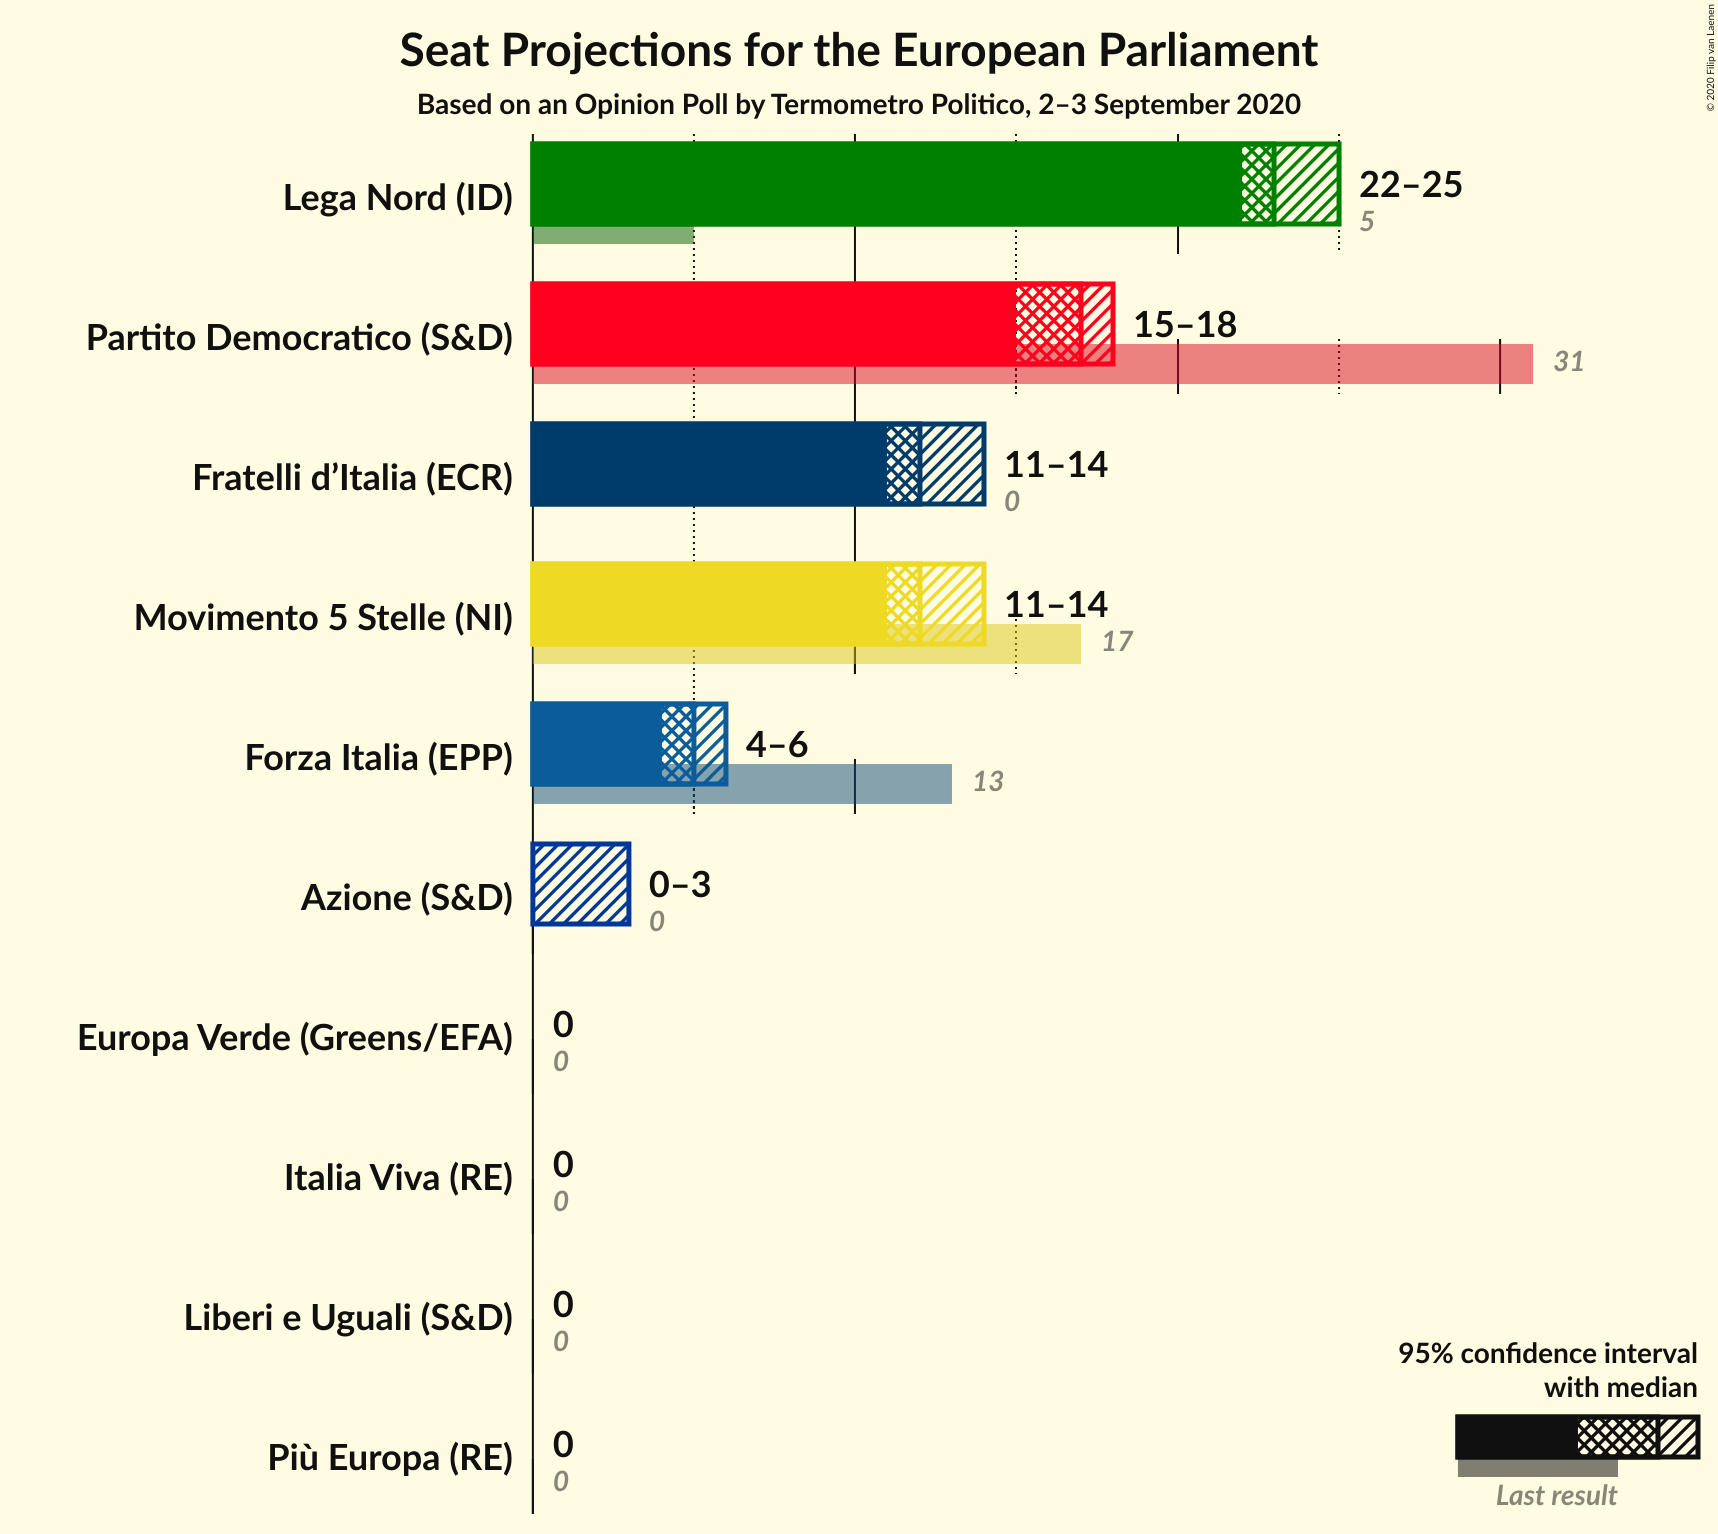 Seat Projections for the European Parliament
Based on an Opinion Poll by Termometro Politico, 2–3 September 2020
© 2020 Filip van Laenen
Lega Nord (ID)
22–25
5
Partito Democratico (S&D)
15–18
31
Fratelli d’Italia (ECR)
11–14
0
Movimento 5 Stelle (NI)
11–14
17
Forza Italia (EPP)
4–6
13
Azione (S&D)
0–3
0
Europa Verde (Greens/EFA)
0
0
Italia Viva (RE)
0
0
Liberi e Uguali (S&D)
0
0
Più Europa (RE)
0
0
95% confidence interval
with median
Last result